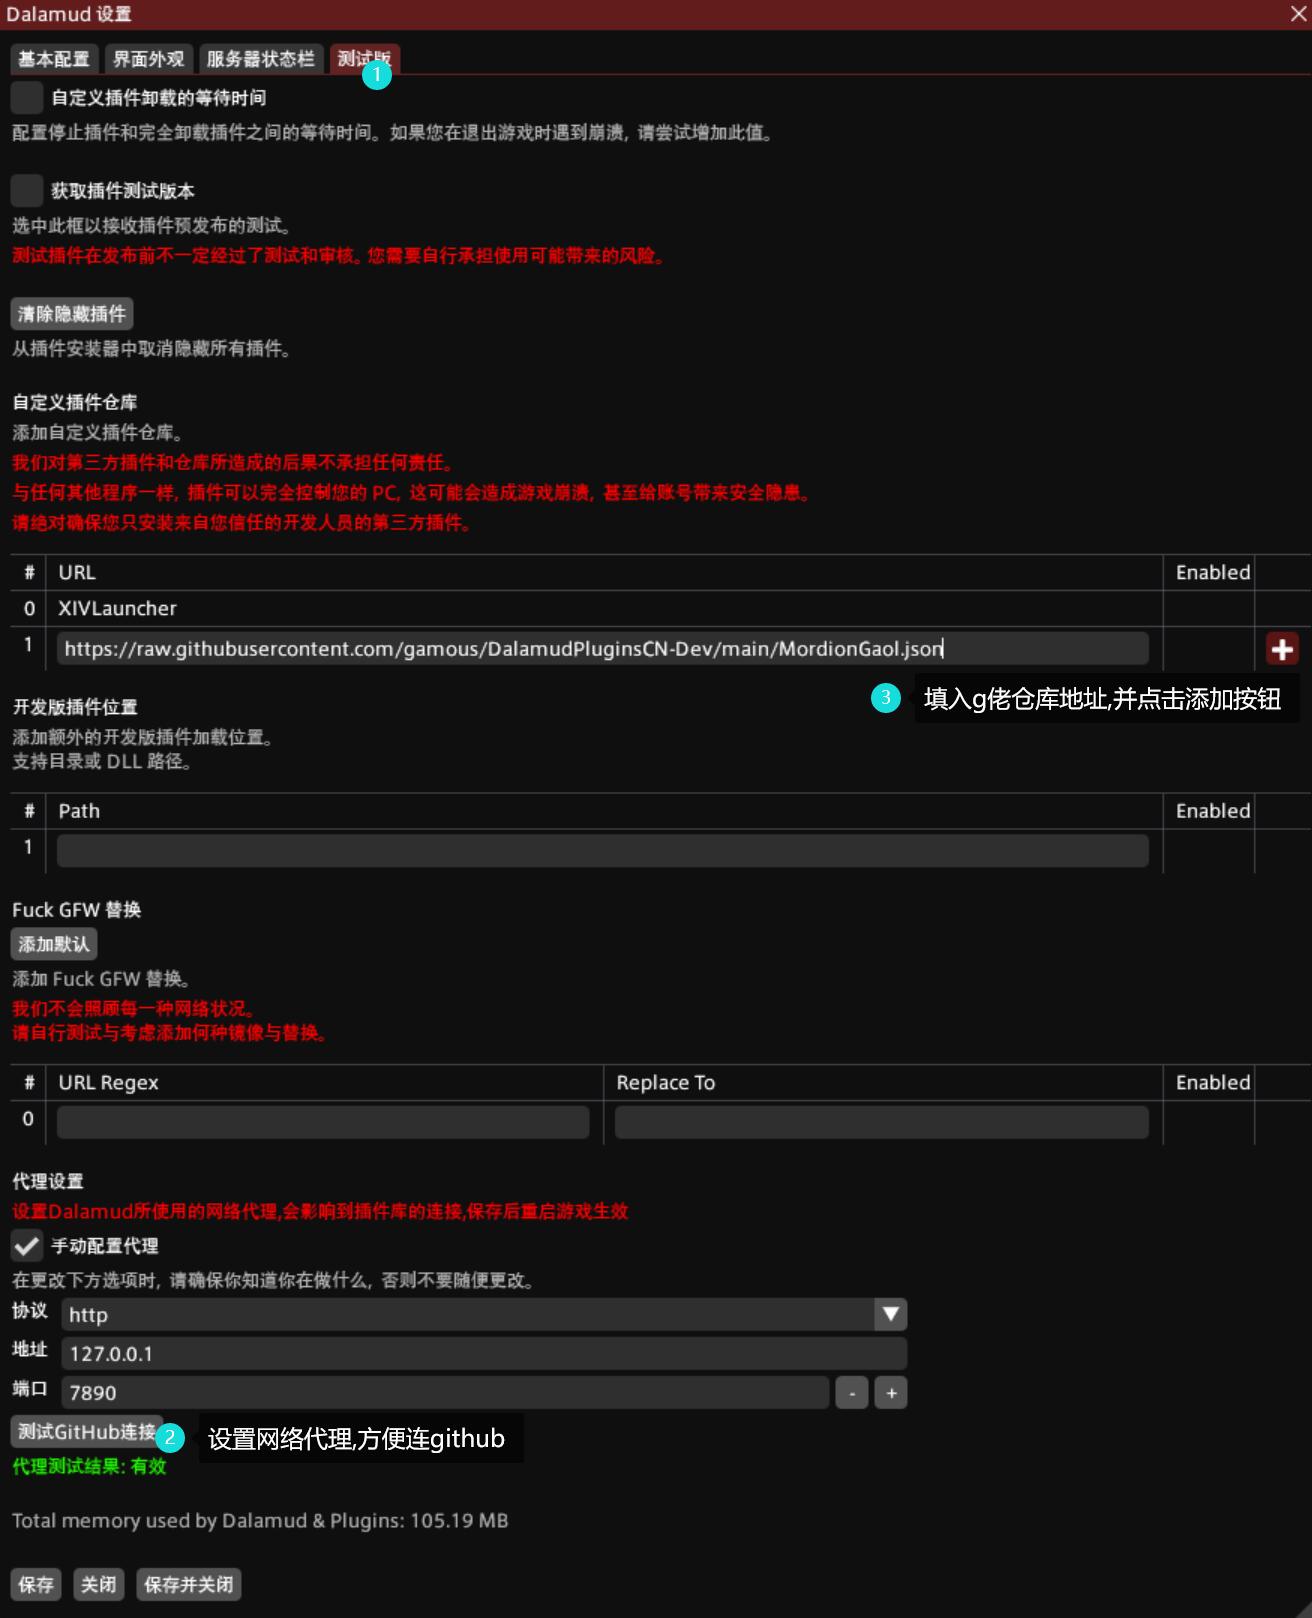 Dalamud 设置
基本配置 界面外观 服务器状态栏 测试版
1
自定义插件卸载的等待时间
配置停止插件和完全卸载插件之间的等待时间。如果您在退出游戏时遇到崩溃, 请尝试增加此值。
获取插件测试版本
选中此框以接收插件预发布的测试。
测试插件在发布前不一定经过了测试和审核。您需要自行承担使用可能带来的风险。
清除隐藏插件
从插件安装器中取消隐藏所有插件。
自定义插件仓库
添加自定义插件仓库。
我们对第三方插件和仓库所造成的后果不承担任何责任。
与任何其他程序一样, 插件可以完全控制您的 PC, 这可能会造成游戏崩溃, 甚至给账号带来安全隐患。
请绝对确保您只安装来自您信任的开发人员的第三方插件。
# URL Enabled
0 XIVLauncher
1 https://raw.githubusercontent.com/gamous/DalamudPluginsCN-Dev/main/MordionGaol.json
3 填入g佬仓库地址,并点击添加按钮
开发版插件位置
添加额外的开发版插件加载位置。
支持目录或 DLL 路径。
# Path Enabled
1
Fuck GFW 替换
添加默认
添加 Fuck GFW 替换。
我们不会照顾每一种网络状况。
请自行测试与考虑添加何种镜像与替换。
# URL Regex Replace To Enabled
0
代理设置
设置Dalamud所使用的网络代理,会影响到插件库的连接,保存后重启游戏生效
手动配置代理
在更改下方选项时, 请确保你知道你在做什么, 否则不要随便更改。
协议 http
地址 127.0.0.1
端口 7890 - +
测试GitHub连接 2 设置网络代理,方便连github
代理测试结果: 有效
Total memory used by Dalamud & Plugins: 105.19 MB
保存 关闭 保存并关闭